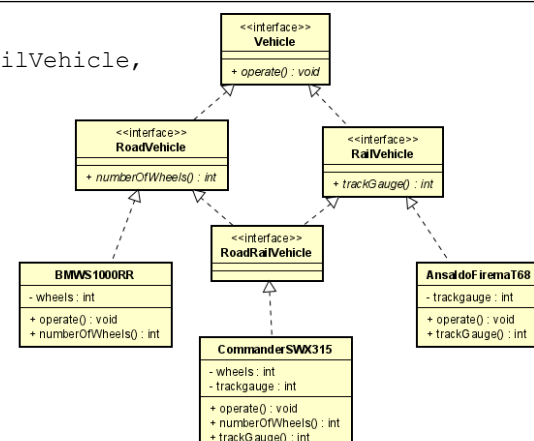 <<interface>>
Vehicle
+ operate() : void
ilVehicle,
<<interface>>
RoadVehicle
+ numberOfWheels() : int
<<interface>>
RailVehicle
+ trackGauge() : int
<<interface>>
RoadRailVehicle
BMWS1000RR
- wheels : int
+ operate() : void
+ numberOfWheels() : int
AnsaldoFiremaT68
- trackgauge : int
+ operate() : void
+ trackGauge() : int
CommanderSWX315
- wheels : int
- trackgauge : int
+ operate() : void
+ numberOfWheels() : int
+ trackGauge() : int